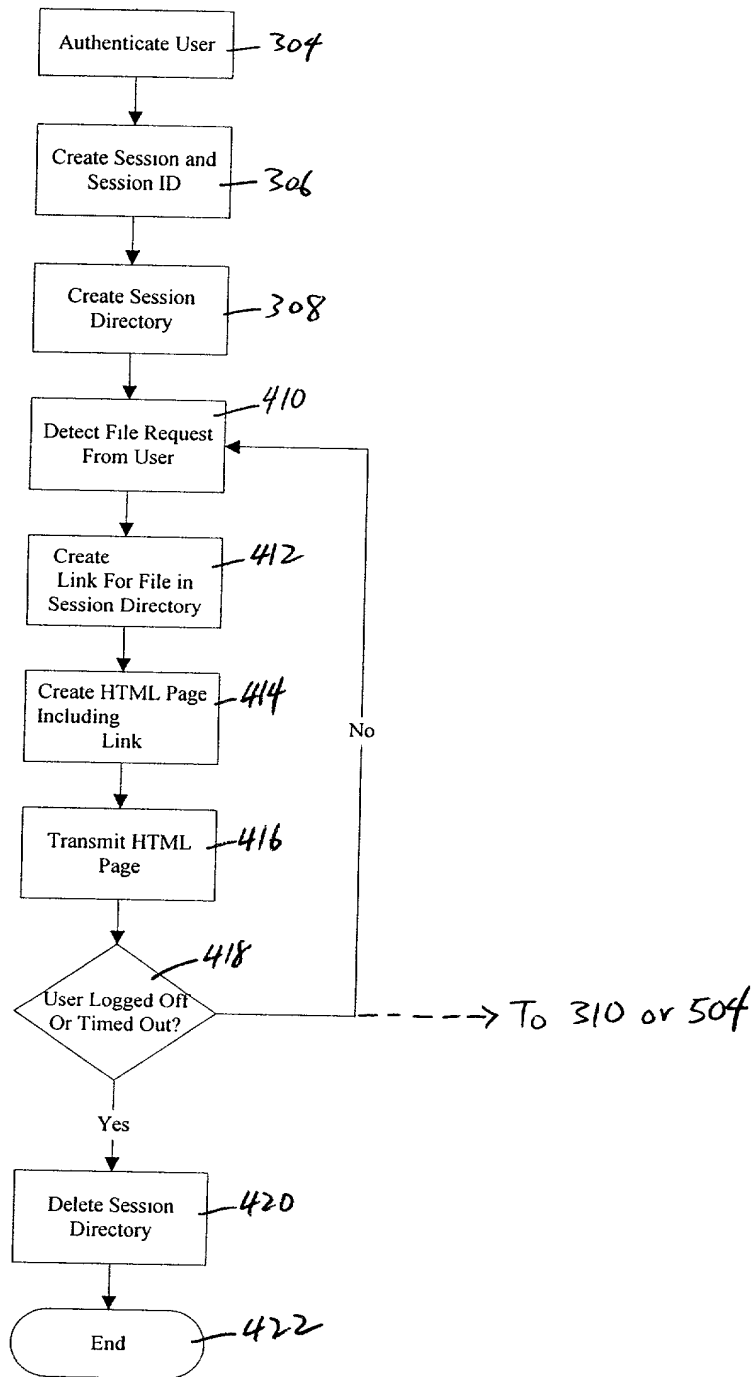 Authenticate User
304
Create Session and
Session ID
306
Create Session
Directory
308
410
Detect File Request
From User
Create
Link For File in
Session Directory
412
Create HTML Page
Including
Link
414
No
Transmit HTML
Page
416
418
User Logged Off
Or Timed Out?
To 310 or 504
Yes
Delete Session
Directory
420
End
422